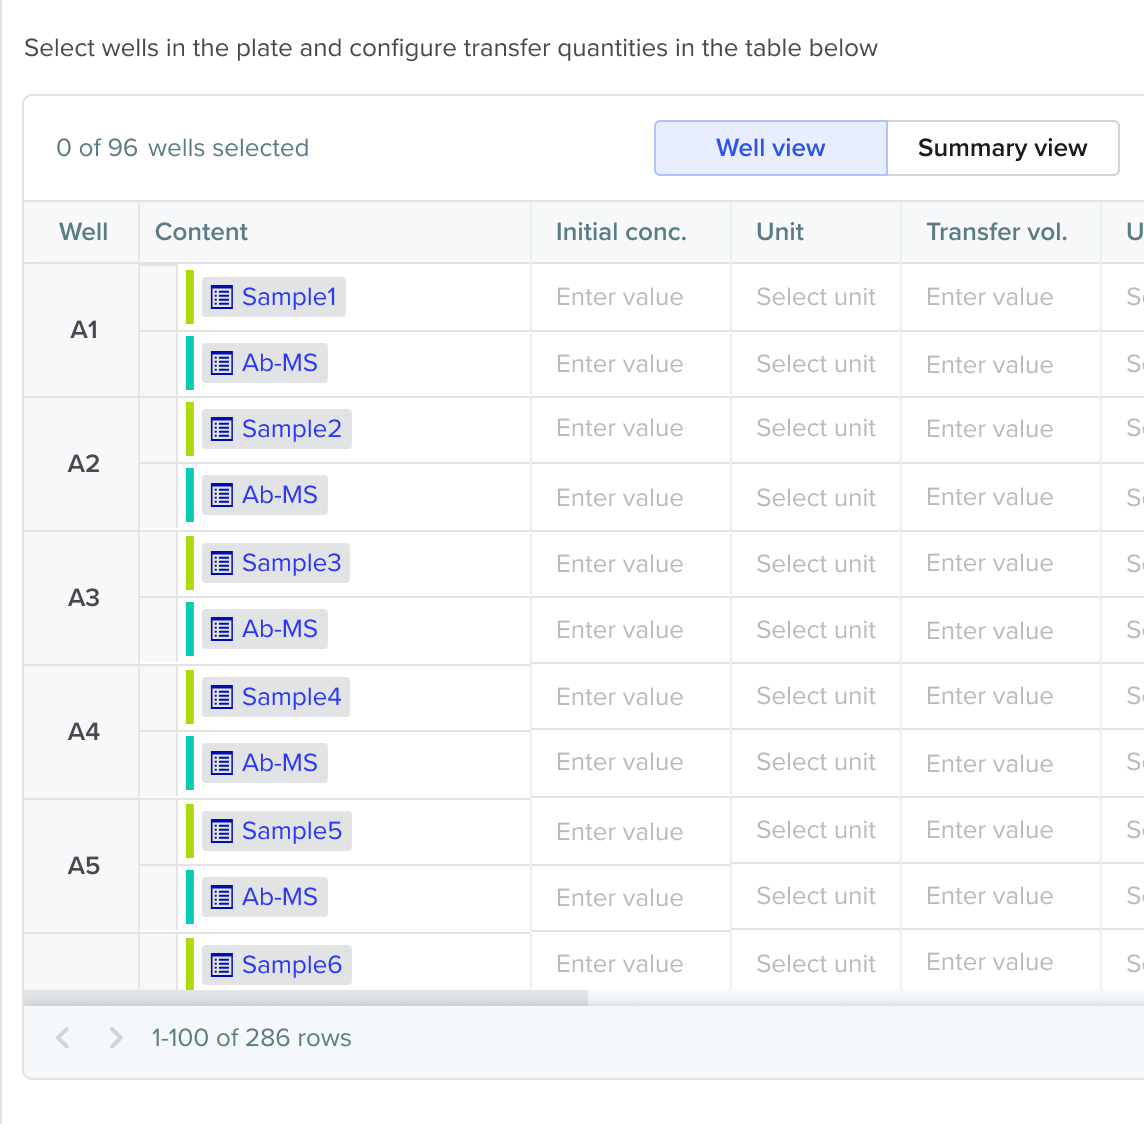 Select wells in the plate and configure transfer quantities in the table below
0 of 96 wells selected
Well view
Summary view
Well Content Initial conc. Unit Transfer vol. U
A1
Sample1 Enter value Select unit Enter value
Ab-MS Enter value Select unit Enter value
A2
Sample2 Enter value Select unit Enter value
Ab-MS Enter value Select unit Enter value
A3
Sample3 Enter value Select unit Enter value
Ab-MS Enter value Select unit Enter value
A4
Sample4 Enter value Select unit Enter value
Ab-MS Enter value Select unit Enter value
A5
Sample5 Enter value Select unit Enter value
Ab-MS Enter value Select unit Enter value
Sample6 Enter value Select unit Enter value
1-100 of 286 rows